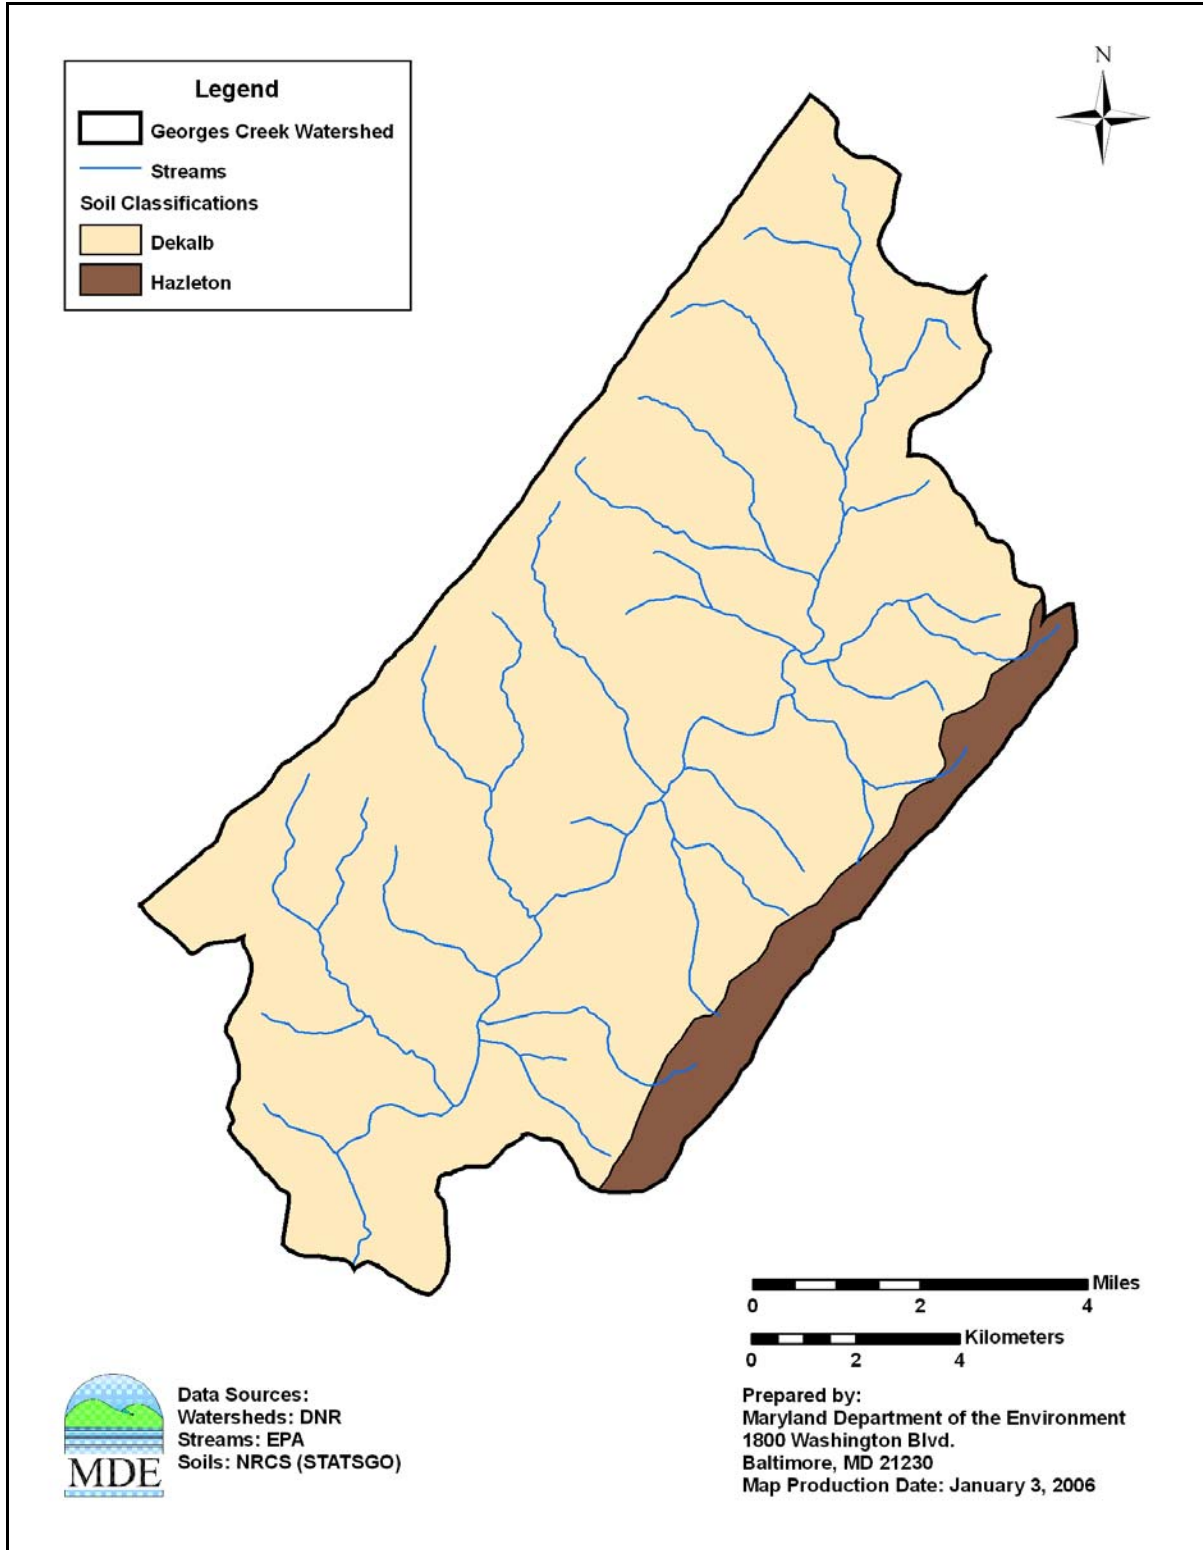 Legend
Georges Creek Watershed
Streams
Soil Classifications
Dekalb
Hazleton
N
Miles
0 2 4
Kilometers
0 2 4
MDE
Data Sources:
Watersheds: DNR
Streams: EPA
Soils: NRCS (STATSGO)
Prepared by:
Maryland Department of the Environment
1800 Washington Blvd.
Baltimore, MD 21230
Map Production Date: January 3, 2006